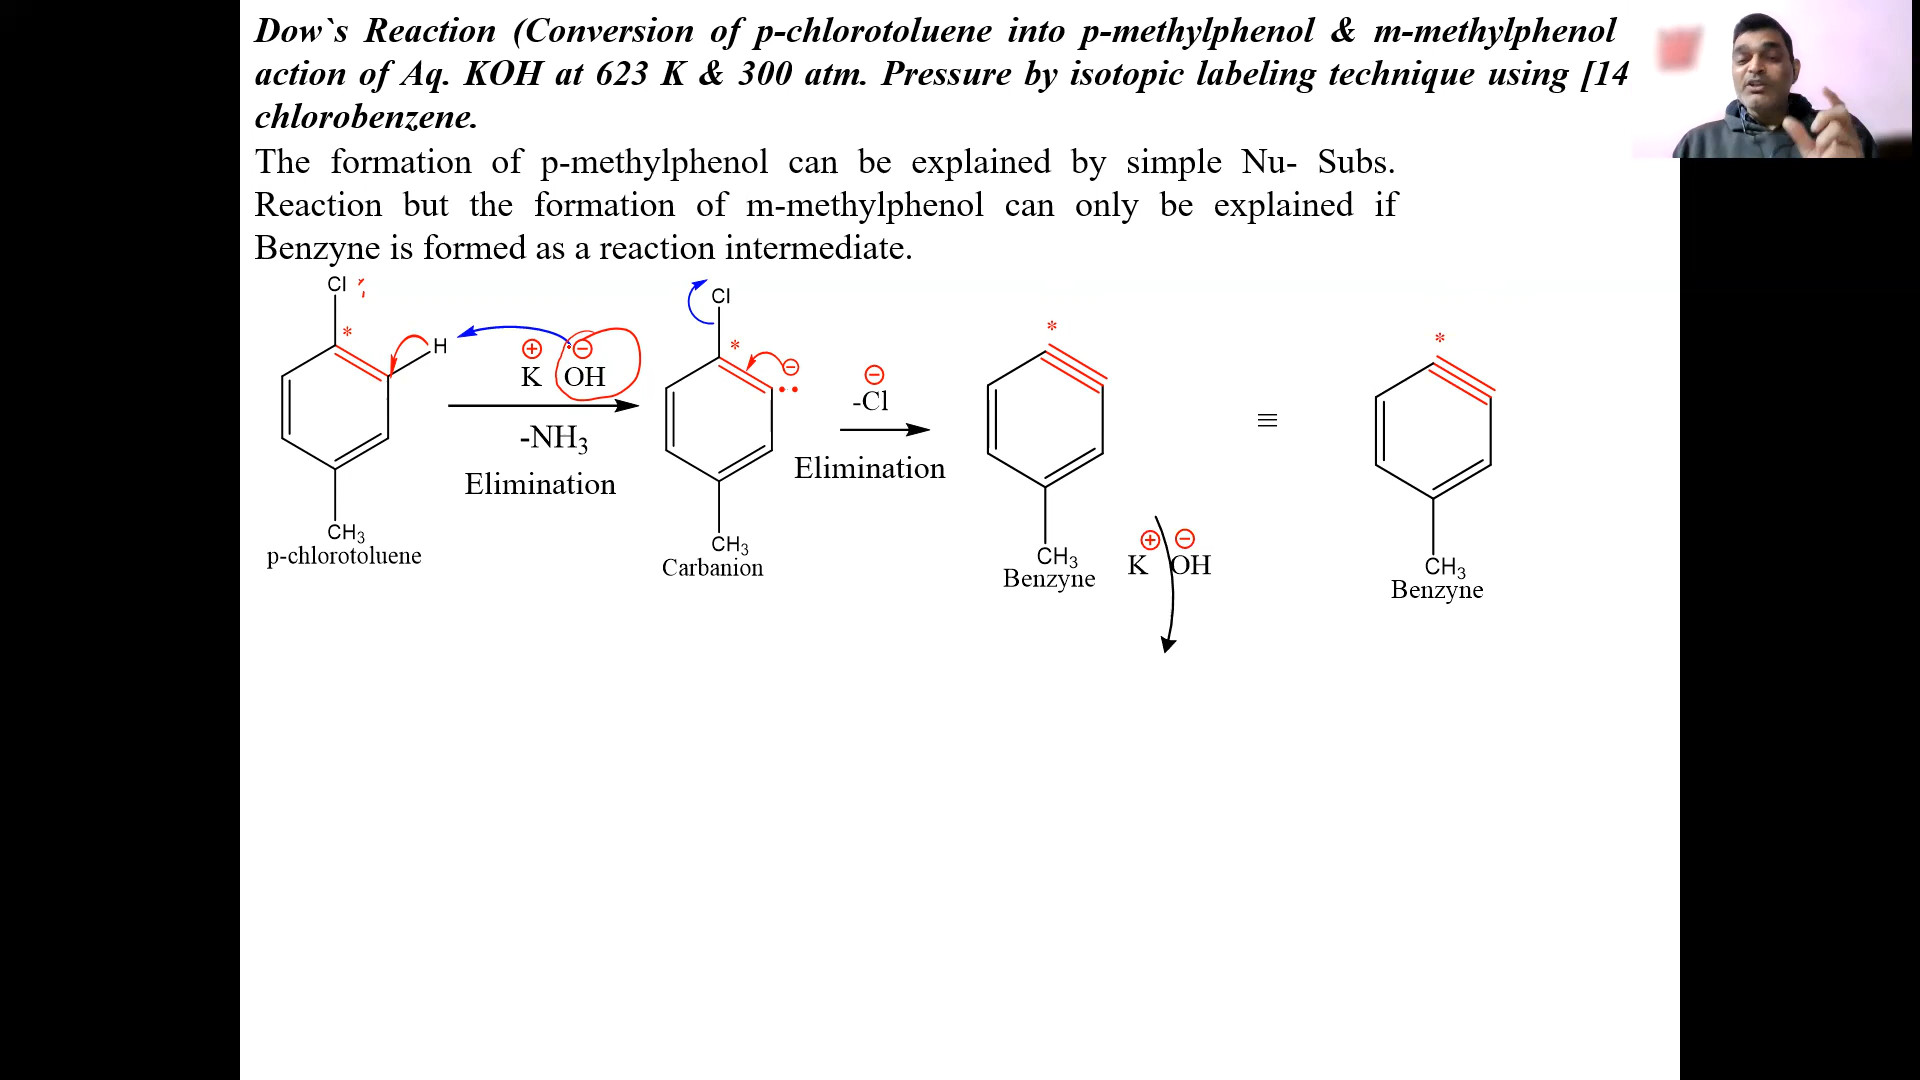 Dow`s Reaction (Conversion of p-chlorotoluene into p-methylphenol & m-methylphenol
action of Aq. KOH at 623 K & 300 atm. Pressure by isotopic labeling technique using [14
chlorobenzene.
The formation of p-methylphenol can be explained by simple Nu- Subs.
Reaction but the formation of m-methylphenol can only be explained if
Benzyne is formed as a reaction intermediate.
Cl
*
H
⊕ ⊖
K OH
-NH3
Elimination
CH3
p-chlorotoluene
Cl
*
⊖
CH3
Carbanion
⊖
-Cl
Elimination
*
CH3
Benzyne
⊕ ⊖
K OH
≡
*
CH3
Benzyne